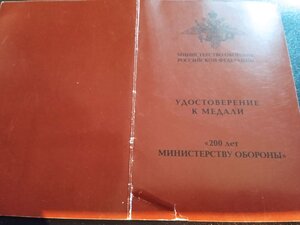 МИНИСТЕРСТВО ОБОРОНЫ
РОССИЙСКОЙ ФЕДЕРАЦИИ
УДОСТОВЕРЕНИЕ
К МЕДАЛИ
«200 лет
МИНИСТЕРСТВУ ОБОРОНЫ»